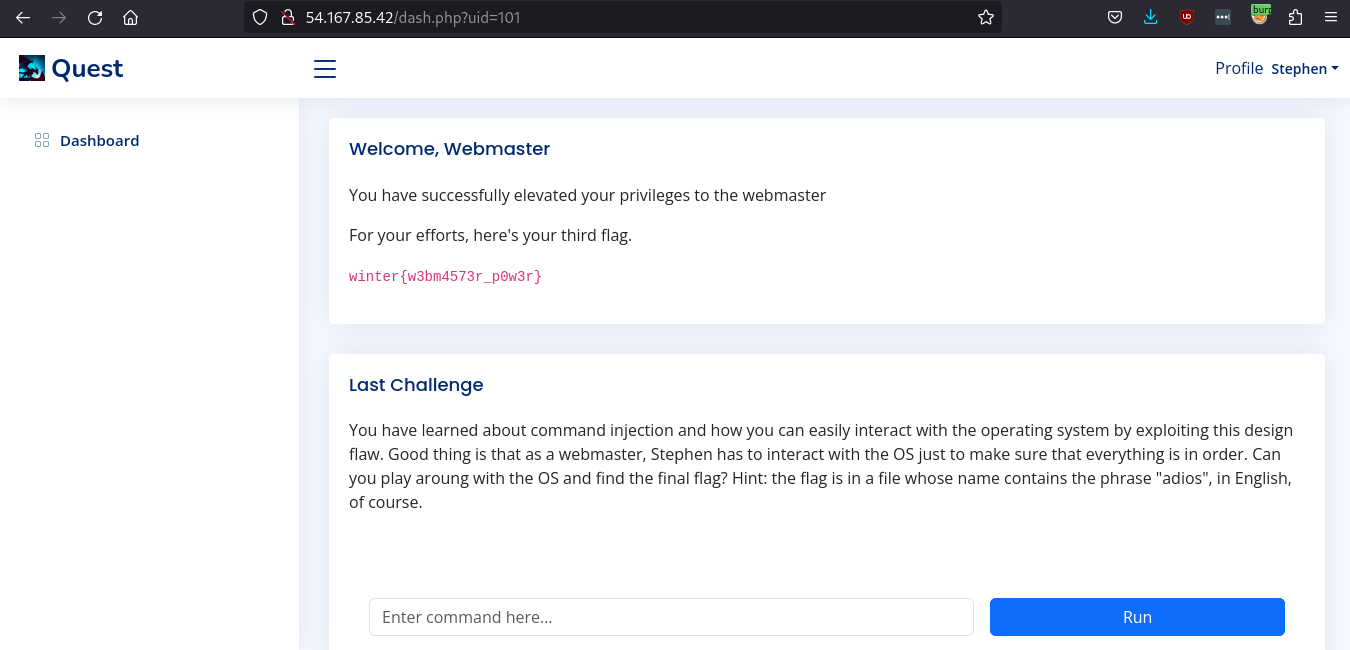 54.167.85.42/dash.php?uid=101
UD
burp
Quest
Profile Stephen
Dashboard
Welcome, Webmaster
You have successfully elevated your privileges to the webmaster
For your efforts, here's your third flag.
winter{w3bm4573r_p0w3r}
Last Challenge
You have learned about command injection and how you can easily interact with the operating system by exploiting this design
flaw. Good thing is that as a webmaster, Stephen has to interact with the OS just to make sure that everything is in order. Can
you play aroung with the OS and find the final flag? Hint: the flag is in a file whose name contains the phrase "adios", in English,
of course.
Enter command here...
Run